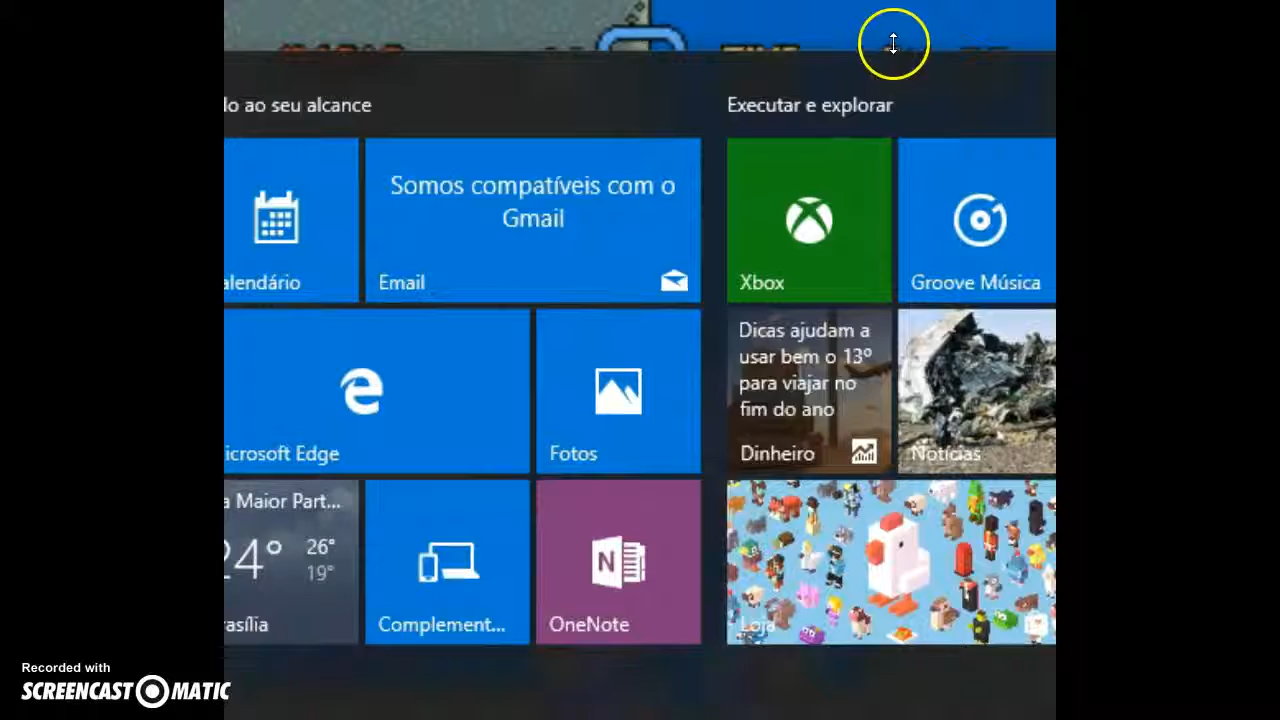 lo ao seu alcance
Executar e explorar
Somos compatíveis com o
Gmail
alendário
Email
Xbox
Groove Música
Dicas ajudam a
usar bem o 13º
para viajar no
fim do ano
icrosoft Edge
Fotos
Dinheiro
Notícias
a Maior Part...
24°
26°
19°
rasília
Complement...
N
OneNote
Loja
Recorded with
SCREENCAST MATIC